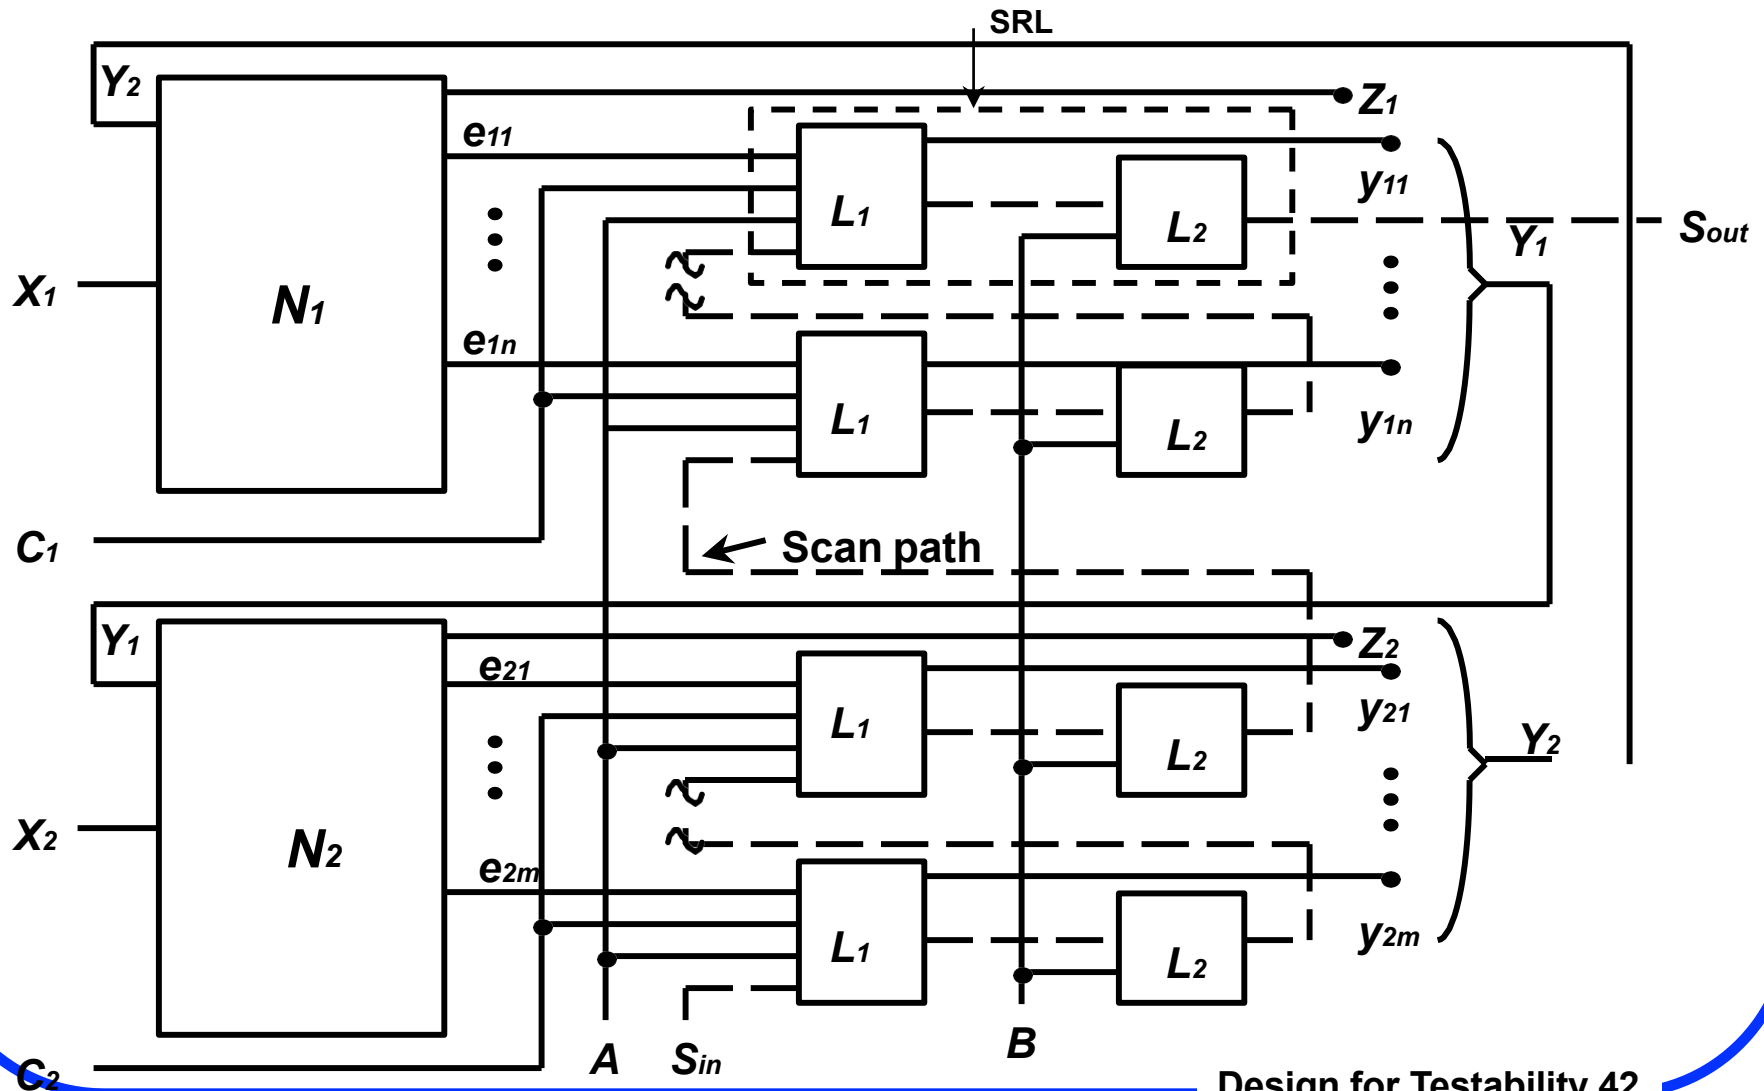 SRL
Y2
Z1
e11
y11
L1
L2
Sout
Y1
X1
N1
e1n
L1
L2
y1n
C1
Scan path
Y1
Z2
e21
L1
y21
L2
Y2
X2
N2
e2m
L1
y2m
L2
A
Sin
B
C2
Design for Testability 42